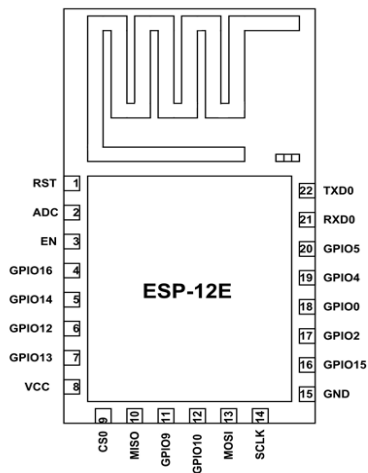 RST 1
ADC 2
EN 3
GPIO16 4
GPIO14 5
GPIO12 6
GPIO13 7
VCC 8
ESP-12E
22 TXD0
21 RXD0
20 GPIO5
19 GPIO4
18 GPIO0
17 GPIO2
16 GPIO15
15 GND
9 CS0
10 MISO
11 GPIO9
12 GPIO10
13 MOSI
14 SCLK